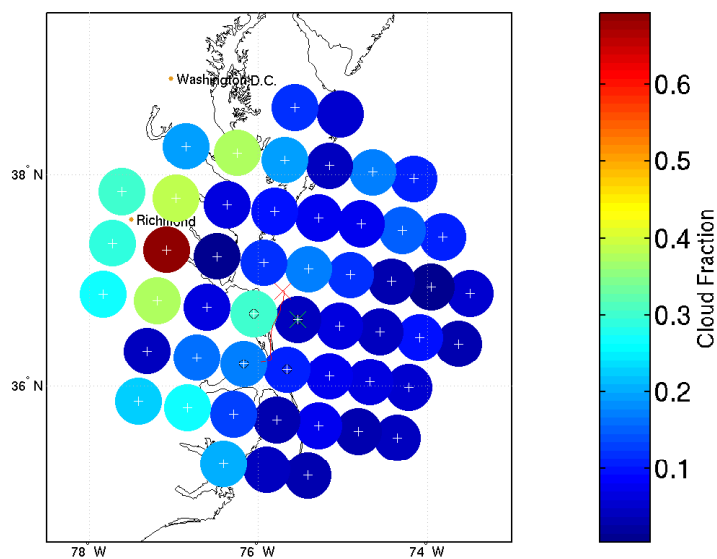 Washington D.C.
Richmond
38° N
36° N
78° W
76° W
74° W
0.6
0.5
0.4
0.3
0.2
0.1
Cloud Fraction